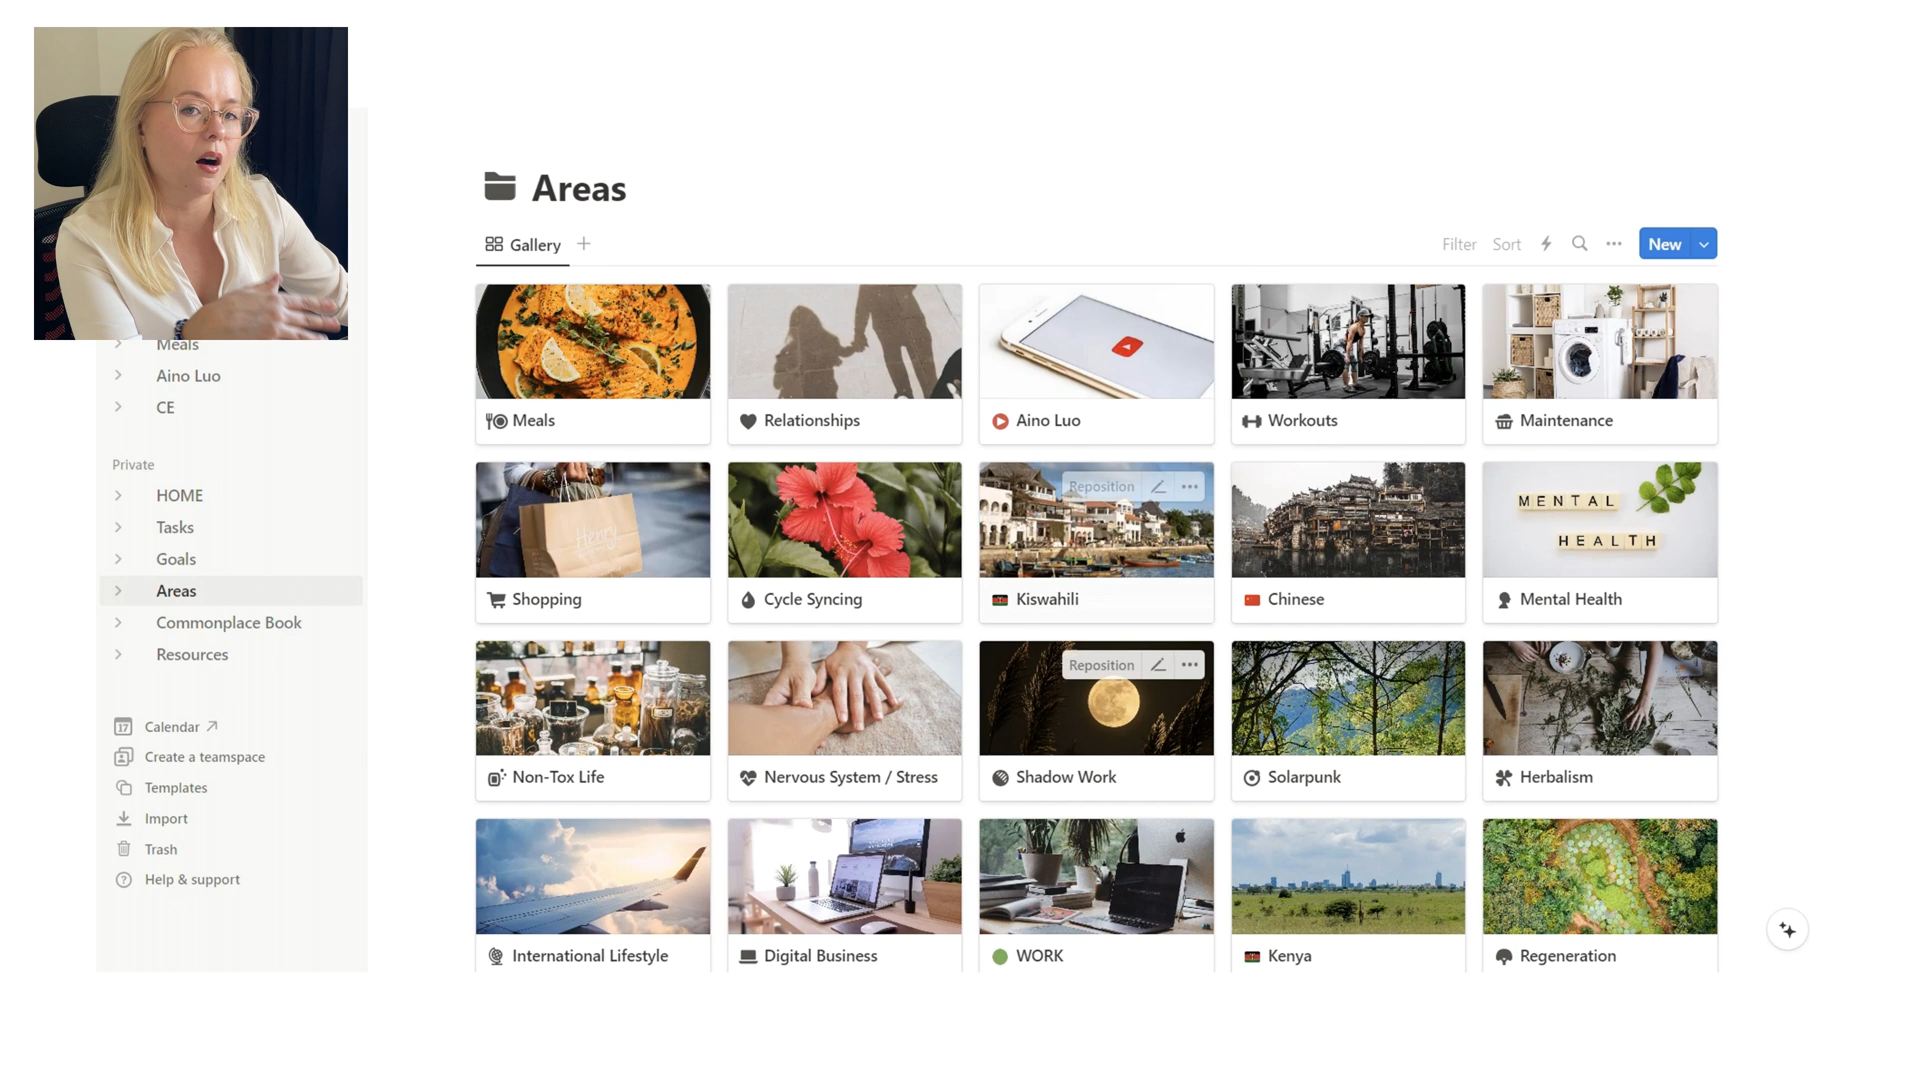 Areas
Gallery
Filter Sort New
Meals
Aino Luo
CE
Private
HOME
Tasks
Goals
Areas
Commonplace Book
Resources
Calendar
Create a teamspace
Templates
Import
Trash
Help & support
Meals Relationships Aino Luo Workouts Maintenance
Henry
Reposition
MENTAL
HEALTH
Shopping Cycle Syncing Kiswahili Chinese Mental Health
Reposition
Non-Tox Life Nervous System / Stress Shadow Work Solarpunk Herbalism
International Lifestyle Digital Business WORK Kenya Regeneration